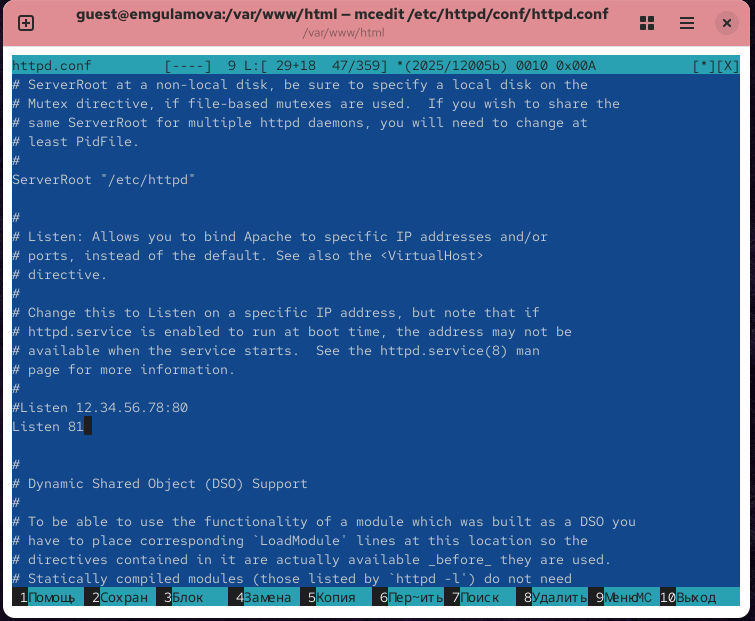 guest@emgulamova:/var/www/html — mcedit /etc/httpd/conf/httpd.conf
/var/www/html
httpd.conf [----] 9 L:[ 29+18 47/359] *(2025/12005b) 0010 0x00A [*][X]
# ServerRoot at a non-local disk, be sure to specify a local disk on the
# Mutex directive, if file-based mutexes are used. If you wish to share the
# same ServerRoot for multiple httpd daemons, you will need to change at
# least PidFile.
#
ServerRoot "/etc/httpd"
#
# Listen: Allows you to bind Apache to specific IP addresses and/or
# ports, instead of the default. See also the <VirtualHost>
# directive.
#
# Change this to Listen on a specific IP address, but note that if
# httpd.service is enabled to run at boot time, the address may not be
# available when the service starts. See the httpd.service(8) man
# page for more information.
#
#Listen 12.34.56.78:80
Listen 81
#
# Dynamic Shared Object (DSO) Support
#
# To be able to use the functionality of a module which was built as a DSO you
# have to place corresponding `LoadModule' lines at this location so the
# directives contained in it are actually available _before_ they are used.
# Statically compiled modules (those listed by `httpd -l') do not need
1Помощь 2Сохран 3Блок 4Замена 5Копия 6Пер~ить 7Поиск 8Удалить 9МенюMC 10Выход